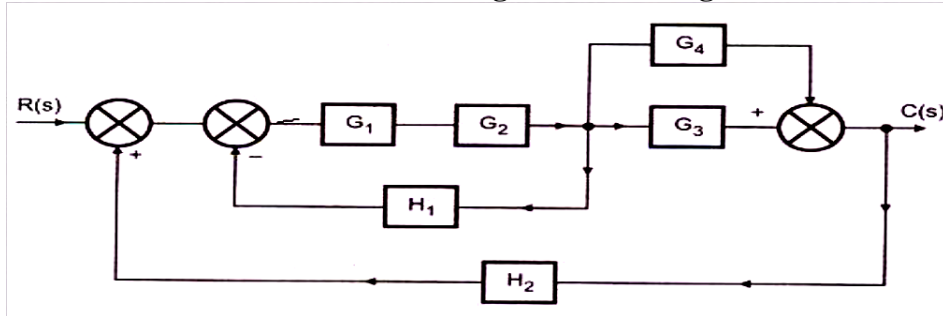 G4
R(s)
G1
G2
G3
+
C(s)
+
−
H1
H2